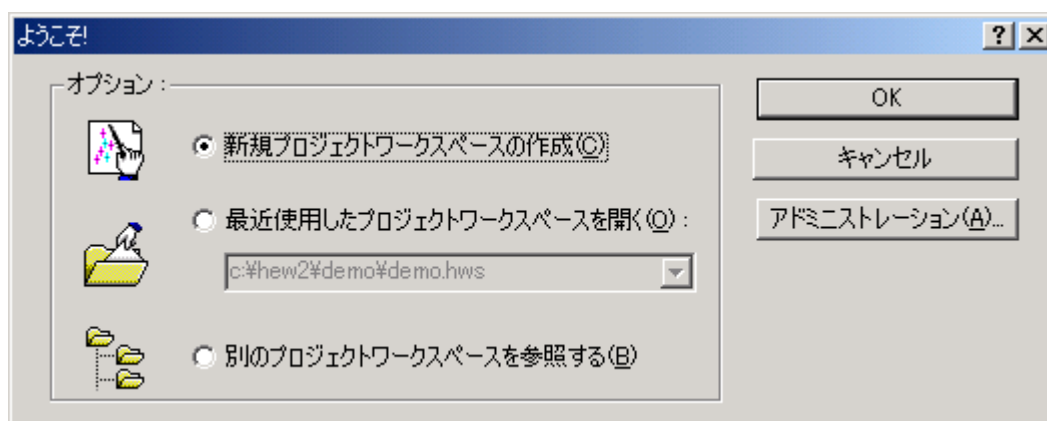 ようこそ!
オプション :
新規プロジェクトワークスペースの作成(C)
最近使用したプロジェクトワークスペースを開く(O) :
c:¥hew2¥demo¥demo.hws
別のプロジェクトワークスペースを参照する(B)
OK
キャンセル
アドミニストレーション(A)...